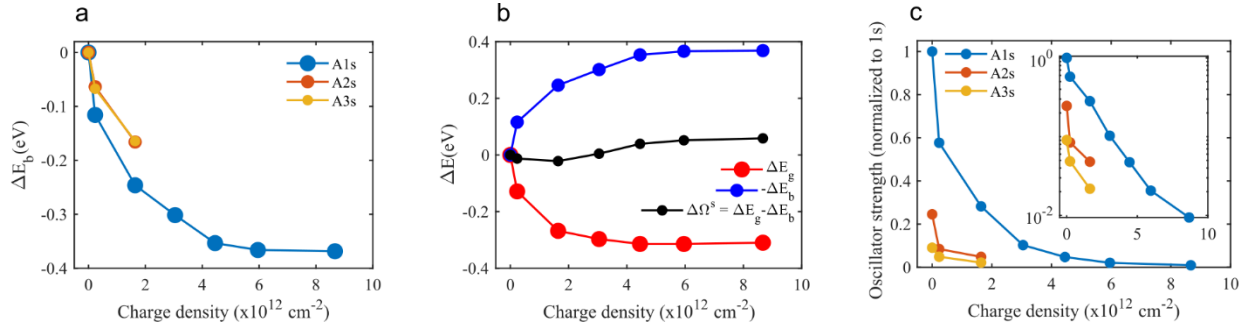 a
0
-0.1
-0.2
-0.3
-0.4
ΔE_b(eV)
A1s
A2s
A3s
0 2 4 6 8 10
Charge density (x10^12 cm^-2)
b
0.4
0.2
0
-0.2
-0.4
ΔE(eV)
ΔE_g
-ΔE_b
ΔΩ^s = ΔE_g-ΔE_b
0 2 4 6 8 10
Charge density (x10^12 cm^-2)
c
1
0.8
0.6
0.4
0.2
0
Oscillator strength (normalized to 1s)
A1s
A2s
A3s
10^0
10^-2
0 5 10
0 2 4 6 8 10
Charge density (x10^12 cm^-2)